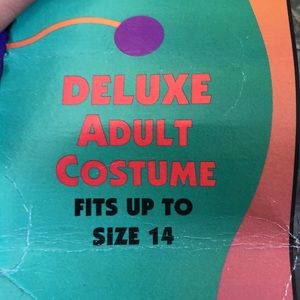 DELUXE
ADULT
COSTUME
FITS UP TO
SIZE 14